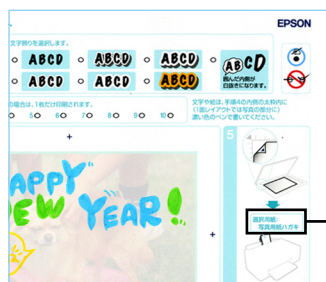 EPSON
文字飾りを選択します。
ABCD ABCD ABCD ABCD
囲んだ内側が
白抜きになります。
ABCD ABCD ABCD
の場合は、1枚だけ印刷されます。
5 6 7 8 9 10
文字や絵は、手順4の内側の太枠内に
(1面レイアウトでは写真の部分に)
濃い色のペンで書いてください。
5
APPY
EW YEAR!
選択用紙:
写真用紙ハガキ